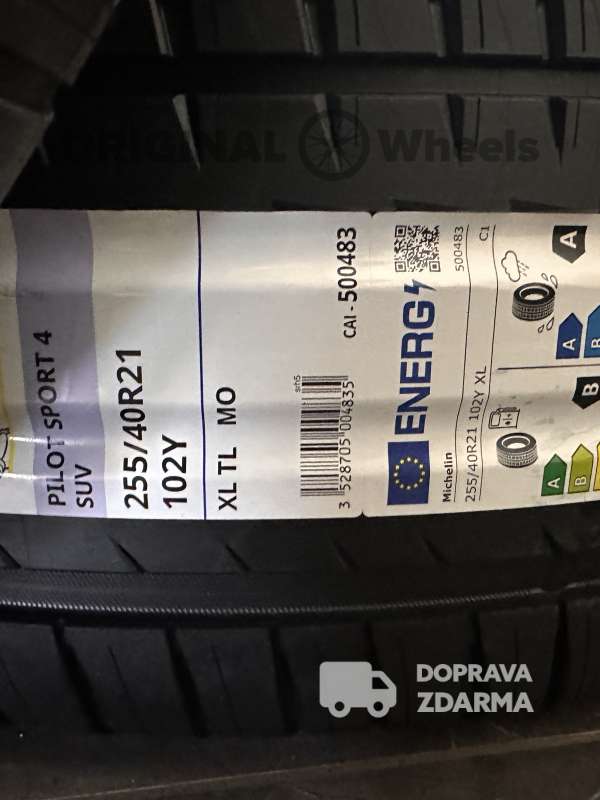 ORIGINAL Wheels
PILOT SPORT 4
SUV
255/40R21
102Y
XL TL MO
sth5
3 528705 004835
CAI - 500483
ENERG
Michelin
255/40R21 102Y XL
500483
C1
A
A
B
B
A
B
DOPRAVA
ZDARMA